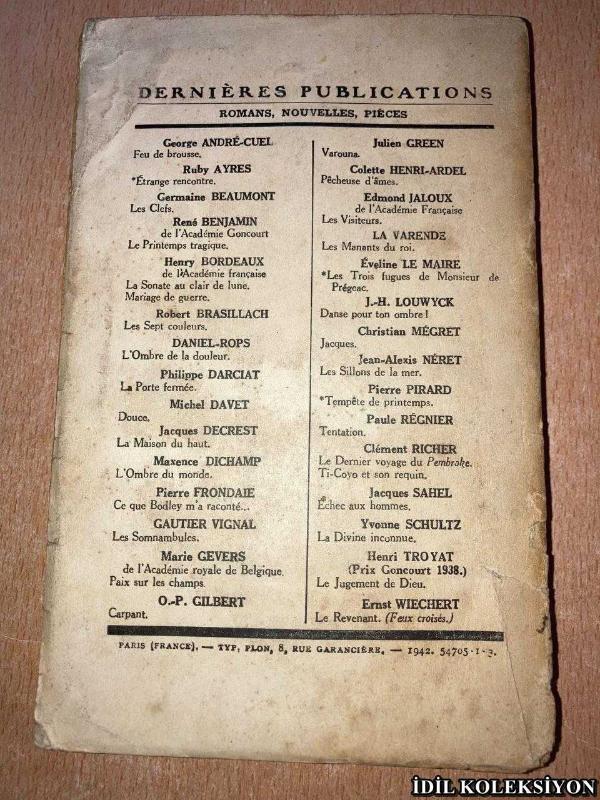 DERNIÈRES PUBLICATIONS
ROMANS, NOUVELLES, PIÈCES
George ANDRÉ-CUEL
Feu de brousse.
Ruby AYRES
*Étrange rencontre.
Germaine BEAUMONT
Les Clefs.
René BENJAMIN
de l'Académie Goncourt
Le Printemps tragique.
Henry BORDEAUX
de l'Académie française
La Sonate au clair de lune.
Mariage de guerre.
Robert BRASILLACH
Les Sept couleurs.
DANIEL-ROPS
L'Ombre de la douleur.
Philippe DARCIAT
La Porte fermée.
Michel DAVET
Douce.
Jacques DECREST
La Maison du haut.
Maxence DICHAMP
L'Ombre du monde.
Pierre FRONDAIE
Ce que Bodley m'a raconté...
GAUTIER VIGNAL
Les Somnambules.
Marie GEVERS
de l'Académie royale de Belgique.
Paix sur les champs.
O.-P. GILBERT
Carpant.
Julien GREEN
Varouna.
Colette HENRI-ARDEL
Pêcheuse d'âmes.
Edmond JALOUX
de l'Académie Française
Les Visiteurs.
LA VARENDE
Les Manants du roi.
Éveline LE MAIRE
*Les Trois fugues de Monsieur de
Prégeac.
J.-H. LOUWYCK
Danse pour ton ombre !
Christian MÉGRET
Jacques.
Jean-Alexis NÉRET
Les Sillons de la mer.
Pierre PIRARD
*Tempête de printemps.
Paule RÉGNIER
Tentation.
Clément RICHER
Le Dernier voyage du Pembroke.
Ti-Coyo et son requin.
Jacques SAHEL
Échec aux hommes.
Yvonne SCHULTZ
La Divine inconnue.
Henri TROYAT
(Prix Goncourt 1938.)
Le Jugement de Dieu.
Ernst WIECHERT
Le Revenant. (Feux croisés.)
PARIS (FRANCE). — TYP. PLON, 8, RUE GARANCIÈRE. — 1942. 54705-1-3.
İDİL KOLEKSİYON